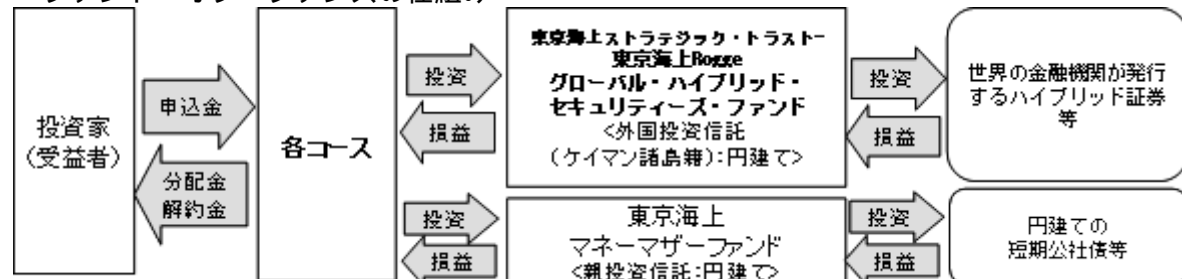 ファンド・オブ・ファンズの仕組み
投資家
(受益者)
申込金
分配金
解約金
各コース
投資
損益
東京海上ストラテジック・トラスト-
東京海上Rogge
グローバル・ハイブリッド・
セキュリティーズ・ファンド
<外国投資信託
(ケイマン諸島籍):円建て>
投資
損益
世界の金融機関が発行
するハイブリッド証券
等
投資
損益
東京海上
マネーマザーファンド
<親投資信託:円建て>
投資
損益
円建ての
短期公社債等